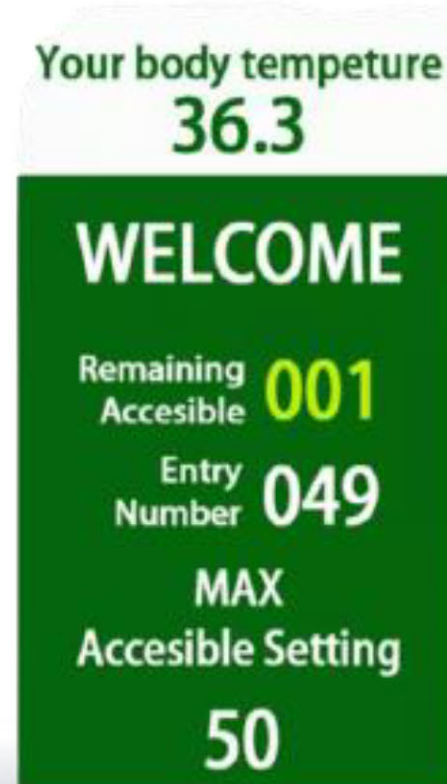 Your body tempeture
36.3
WELCOME
Remaining
Accesible 001
Entry
Number 049
MAX
Accesible Setting
50